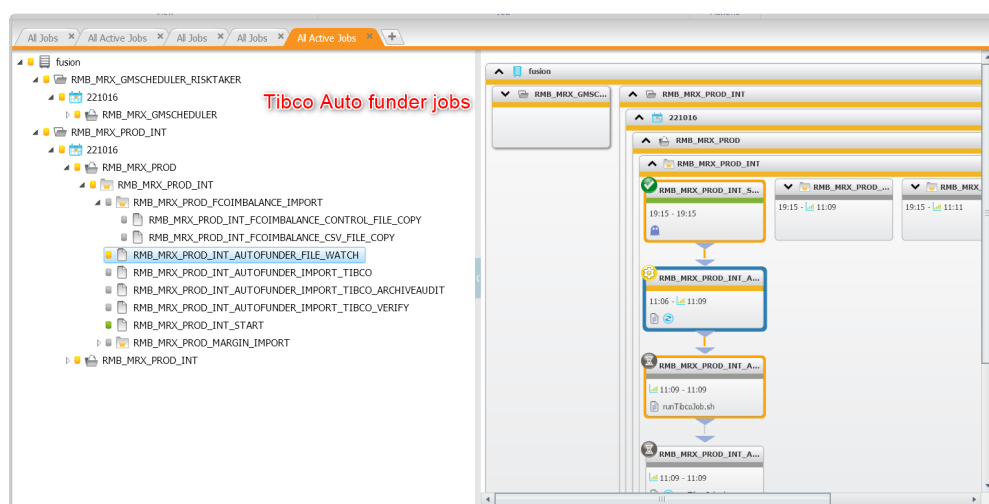 All Jobs
All Active Jobs
All Jobs
All Jobs
All Active Jobs
fusion
RMB_MRX_GMSCHEDULER_RISKTAKER
221016
RMB_MRX_GMSCHEDULER
RMB_MRX_PROD_INT
221016
RMB_MRX_PROD
RMB_MRX_PROD_INT
RMB_MRX_PROD_FCOIMBALANCE_IMPORT
RMB_MRX_PROD_INT_FCOIMBALANCE_CONTROL_FILE_COPY
RMB_MRX_PROD_INT_FCOIMBALANCE_CSV_FILE_COPY
RMB_MRX_PROD_INT_AUTOFUNDER_FILE_WATCH
RMB_MRX_PROD_INT_AUTOFUNDER_IMPORT_TIBCO
RMB_MRX_PROD_INT_AUTOFUNDER_IMPORT_TIBCO_ARCHIVEAUDIT
RMB_MRX_PROD_INT_AUTOFUNDER_IMPORT_TIBCO_VERIFY
RMB_MRX_PROD_INT_START
RMB_MRX_PROD_MARGIN_IMPORT
RMB_MRX_PROD_INT
Tibco Auto funder jobs
fusion
RMB_MRX_GMSC...
RMB_MRX_PROD_INT
221016
RMB_MRX_PROD
RMB_MRX_PROD_INT
RMB_MRX_PROD_INT_S...
19:15 - 19:15
RMB_MRX_PROD_...
19:15 - 11:09
RMB_MRX
19:15 - 11:11
RMB_MRX_PROD_INT_A...
11:06 - 11:09
RMB_MRX_PROD_INT_A...
11:09 - 11:09
runTibcoJob.sh
RMB_MRX_PROD_INT_A...
11:09 - 11:09